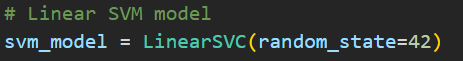 # Linear SVM model
svm_model = LinearSVC(random_state=42)